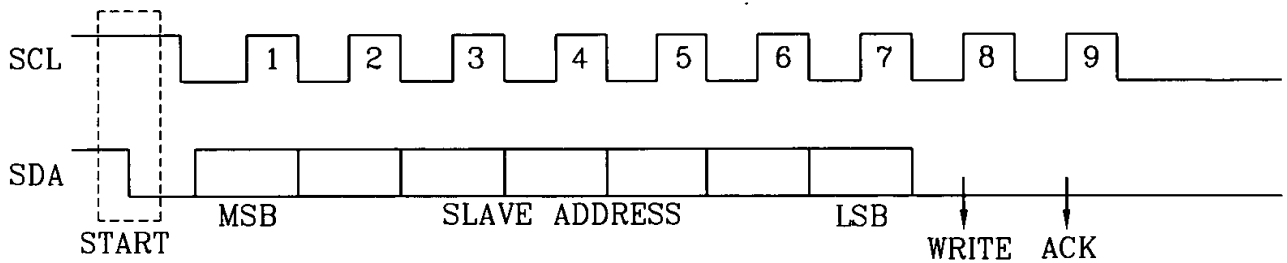 SCL 1 2 3 4 5 6 7 8 9
SDA
MSB SLAVE ADDRESS LSB
START WRITE ACK